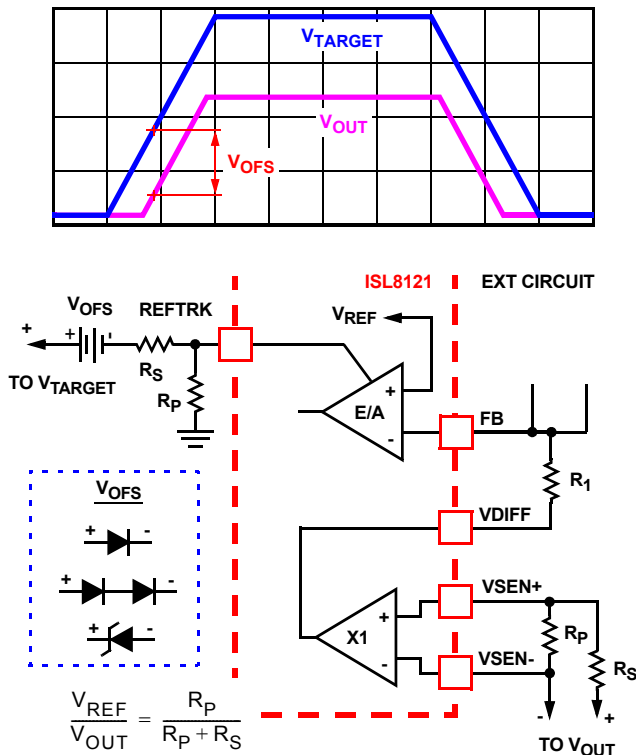 VTARGET
VOUT
VOFS
ISL8121 EXT CIRCUIT
VOFS REFTRK
VREF
+ + -
RS
TO VTARGET
RP
E/A
+
-
FB
R1
VOFS
+ -
+ -
+ -
VDIFF
VSEN+
X1
+
-
RP
VSEN-
RS
- +
TO VOUT
VREF / VOUT = RP / RP + RS